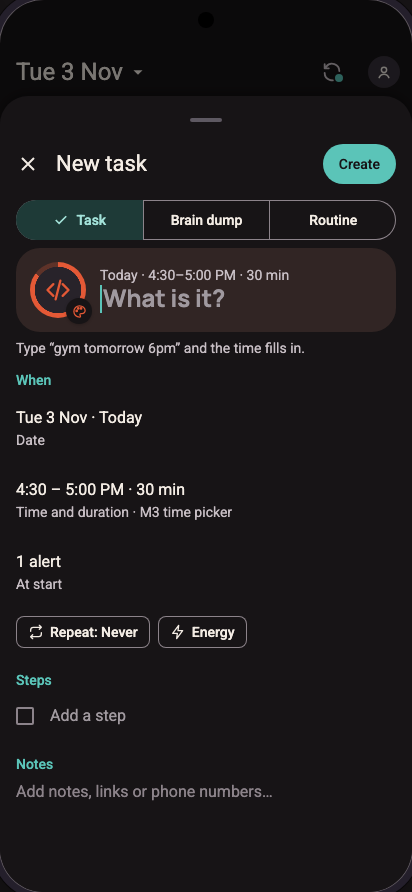 Tue 3 Nov
New task
Create
Task
Brain dump
Routine
Today · 4:30–5:00 PM · 30 min
What is it?
Type “gym tomorrow 6pm” and the time fills in.
When
Tue 3 Nov · Today
Date
4:30 – 5:00 PM · 30 min
Time and duration · M3 time picker
1 alert
At start
Repeat: Never
Energy
Steps
Add a step
Notes
Add notes, links or phone numbers…